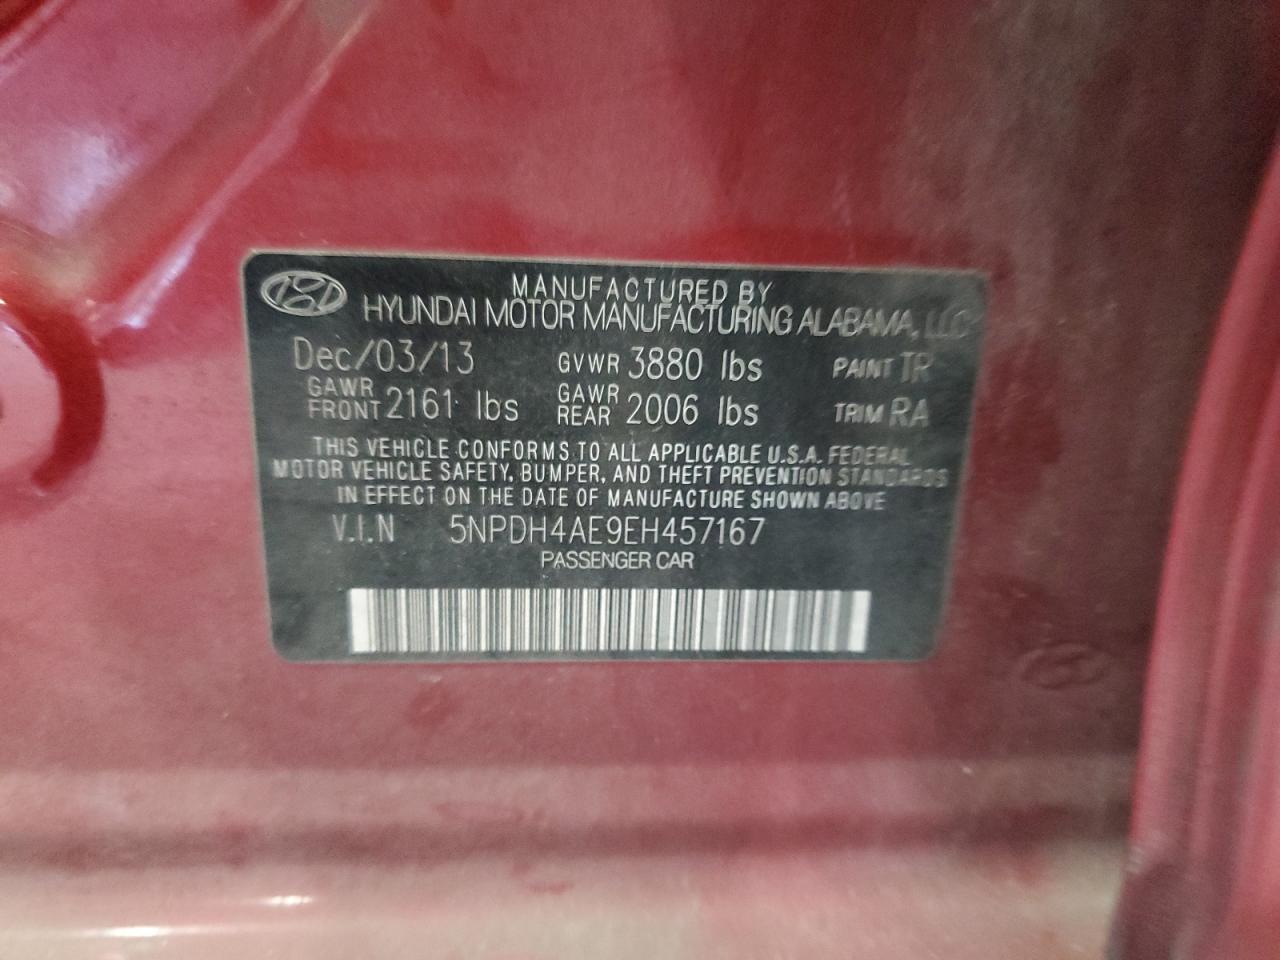 MANUFACTURED BY
HYUNDAI MOTOR MANUFACTURING ALABAMA, LLC
Dec/03/13 GVWR 3880 lbs PAINT TR
GAWR FRONT 2161 lbs GAWR REAR 2006 lbs TRIM RA
THIS VEHICLE CONFORMS TO ALL APPLICABLE U.S.A. FEDERAL
MOTOR VEHICLE SAFETY, BUMPER, AND THEFT PREVENTION STANDARDS
IN EFFECT ON THE DATE OF MANUFACTURE SHOWN ABOVE
V.I.N 5NPDH4AE9EH457167
PASSENGER CAR